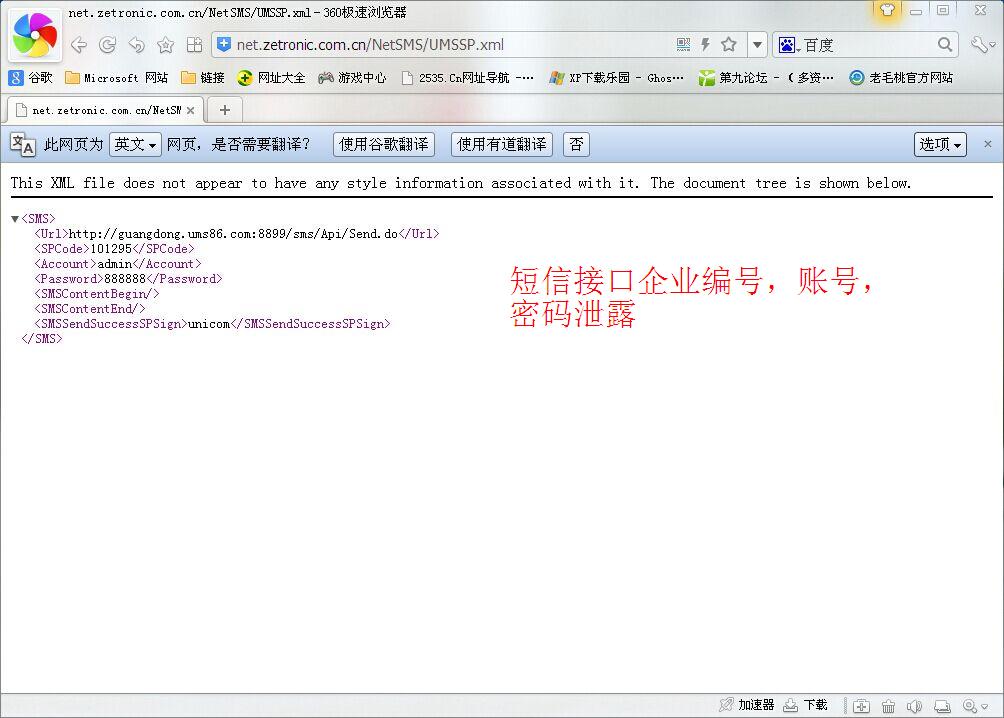 net.zetronic.com.cn/NetSMS/UMSSP.xml - 360极速浏览器
net.zetronic.com.cn/NetSMS/UMSSP.xml
百度
谷歌 Microsoft 网站 链接 网址大全 游戏中心 2535.Cn网址导航 -··· XP下载乐园 - Ghos··· 第九论坛 - （ 多资··· 老毛桃官方网站
net.zetronic.com.cn/NetSM
此网页为 英文 网页，是否需要翻译？ 使用谷歌翻译 使用有道翻译 否 选项
This XML file does not appear to have any style information associated with it. The document tree is shown below.
<SMS>
<Url>http://guangdong.ums86.com:8899/sms/Api/Send.do</Url>
<SPCode>101295</SPCode>
<Account>admin</Account>
<Password>888888</Password>
<SMSContentBegin/>
<SMSContentEnd/>
<SMSSendSuccessSPSign>unicom</SMSSendSuccessSPSign>
</SMS>
短信接口企业编号，账号，
密码泄露
加速器 下载